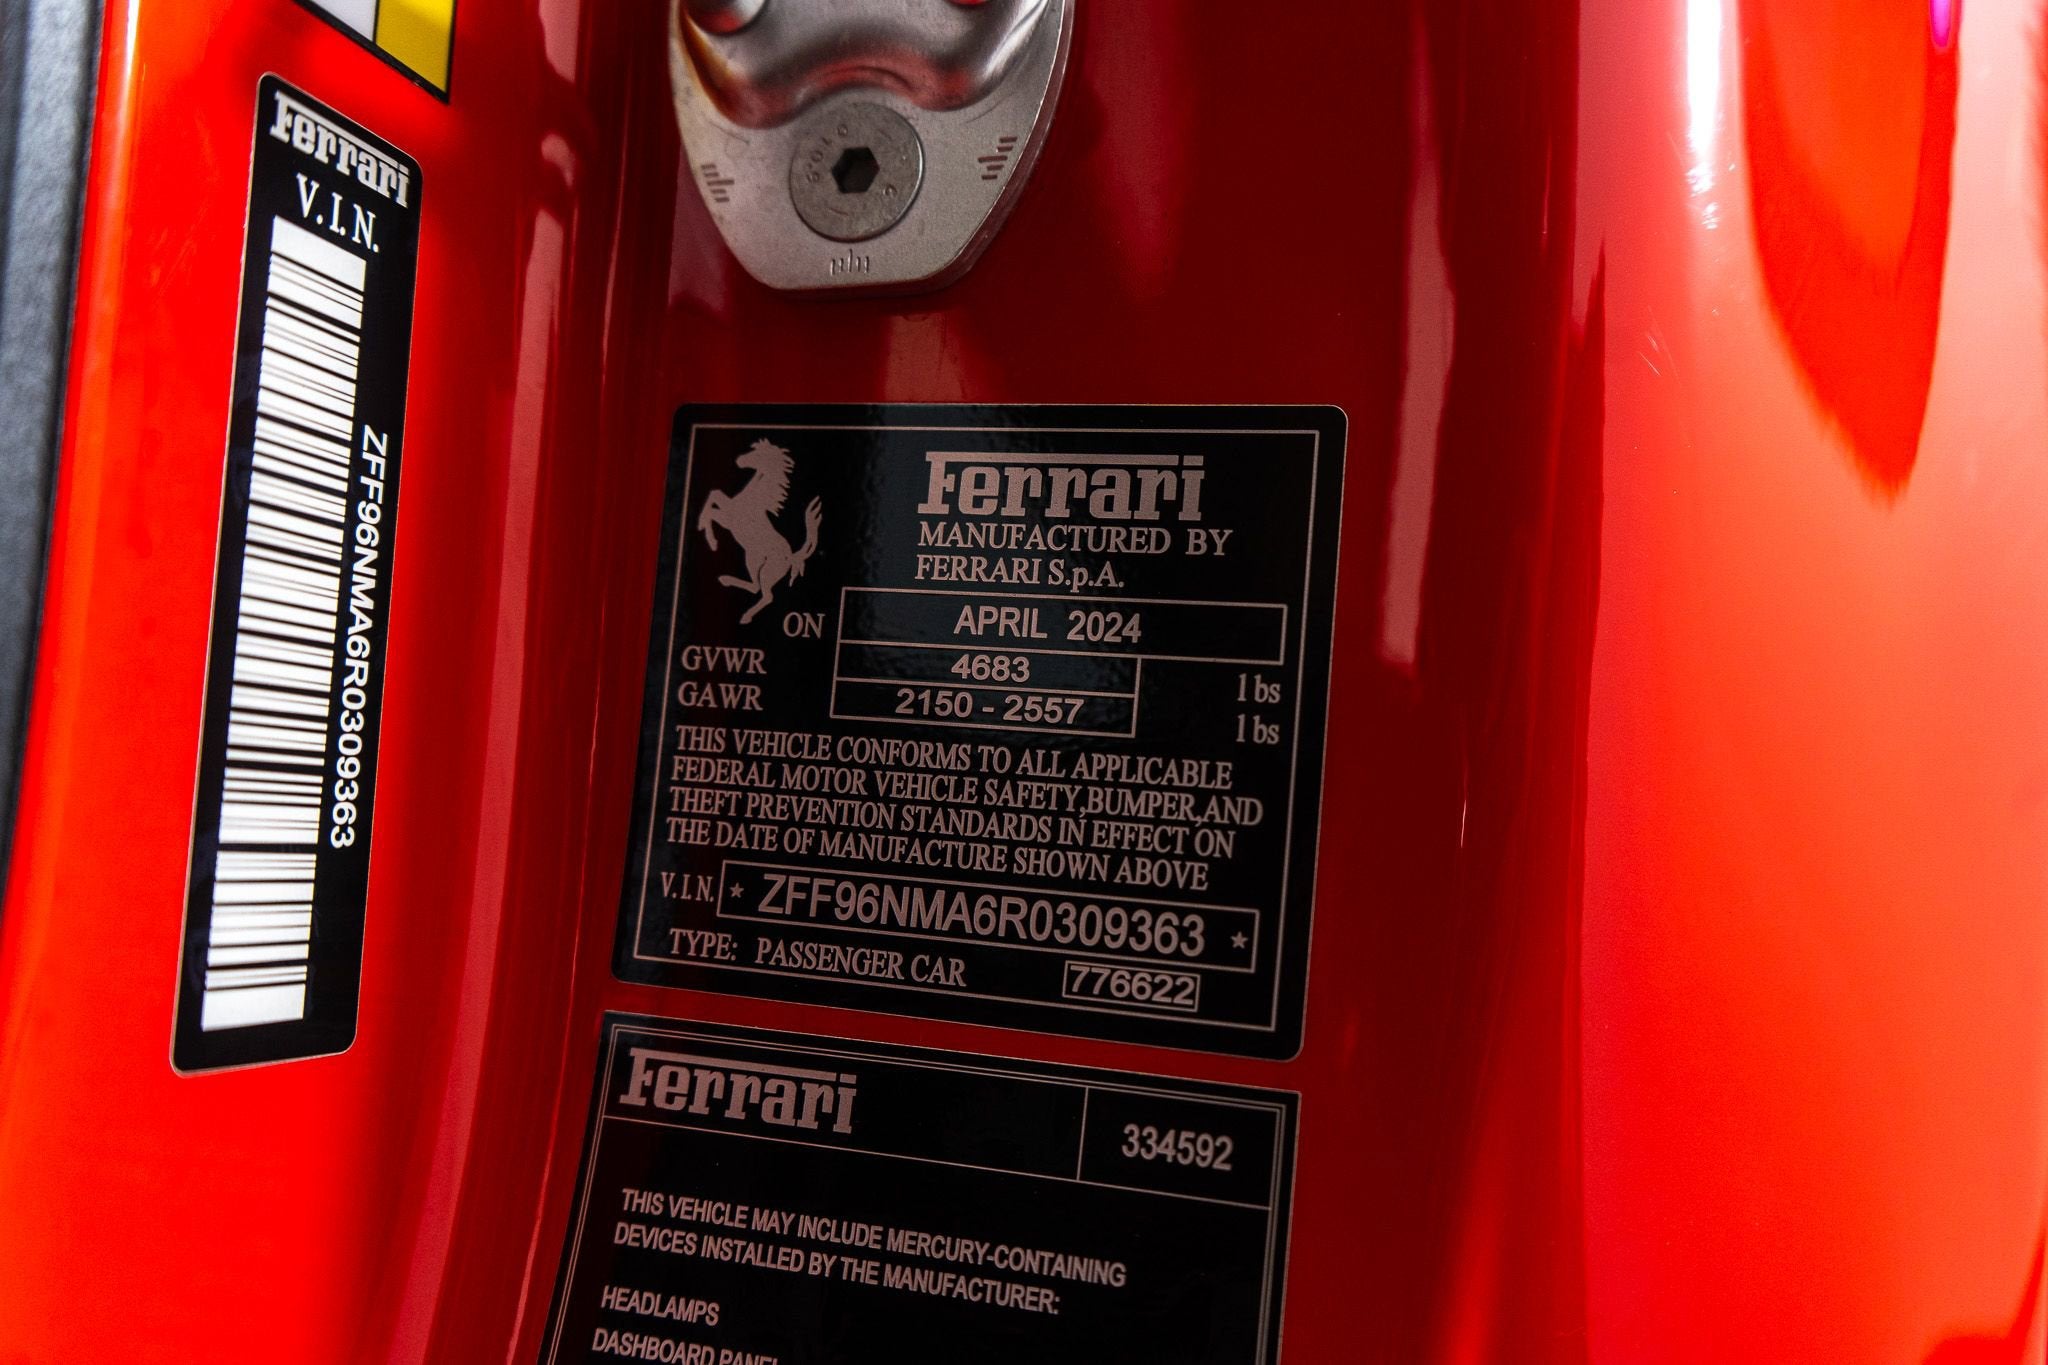 Ferrari
V.I.N.
ZFF96NMA6R0309363
Ferrari
MANUFACTURED BY
FERRARI S.p.A.
ON APRIL 2024
GVWR 4683 lbs
GAWR 2150 - 2557 lbs
THIS VEHICLE CONFORMS TO ALL APPLICABLE
FEDERAL MOTOR VEHICLE SAFETY,BUMPER,AND
THEFT PREVENTION STANDARDS IN EFFECT ON
THE DATE OF MANUFACTURE SHOWN ABOVE
V.I.N. * ZFF96NMA6R0309363 *
TYPE: PASSENGER CAR 776622
Ferrari 334592
THIS VEHICLE MAY INCLUDE MERCURY-CONTAINING
DEVICES INSTALLED BY THE MANUFACTURER:
HEADLAMPS
DASHBOARD PANEL